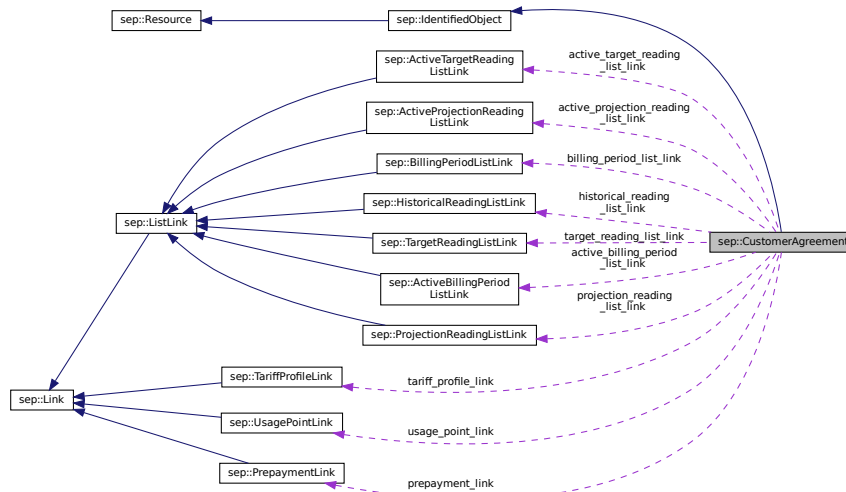 sep::Resource
sep::IdentifiedObject
sep::ActiveTargetReading
ListLink
active_target_reading
_list_link
sep::ActiveProjectionReading
ListLink
active_projection_reading
_list_link
sep::BillingPeriodListLink
billing_period_list_link
sep::HistoricalReadingListLink
historical_reading
_list_link
sep::ListLink
sep::TargetReadingListLink
target_reading_list_link
sep::CustomerAgreement
active_billing_period
_list_link
sep::ActiveBillingPeriod
ListLink
projection_reading
_list_link
sep::ProjectionReadingListLink
sep::TariffProfileLink
tariff_profile_link
sep::Link
sep::UsagePointLink
usage_point_link
sep::PrepaymentLink
prepayment_link